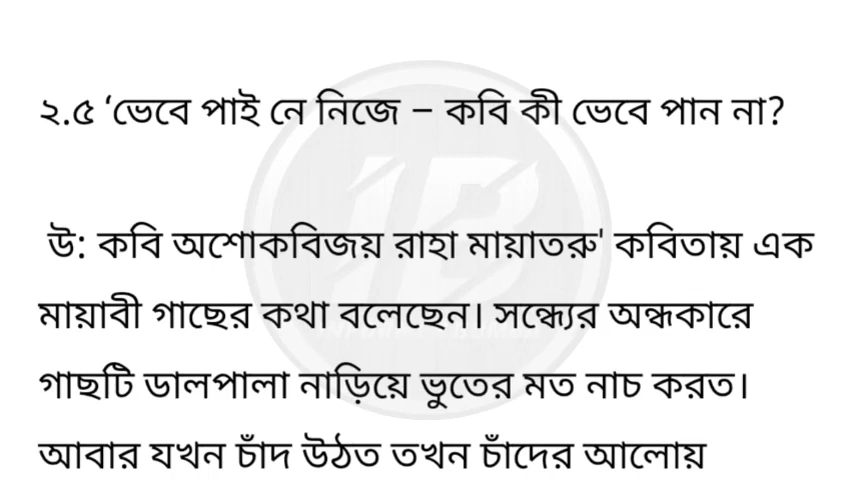 ২.৫ ‘ভেবে পাই নে নিজে – কবি কী ভেবে পান না?
উ: কবি অশোকবিজয় রাহা মায়াতরু' কবিতায় এক
মায়াবী গাছের কথা বলেছেন। সন্ধ্যের অন্ধকারে
গাছটি ডালপালা নাড়িয়ে ভুতের মত নাচ করত।
আবার যখন চাঁদ উঠত তখন চাঁদের আলোয়